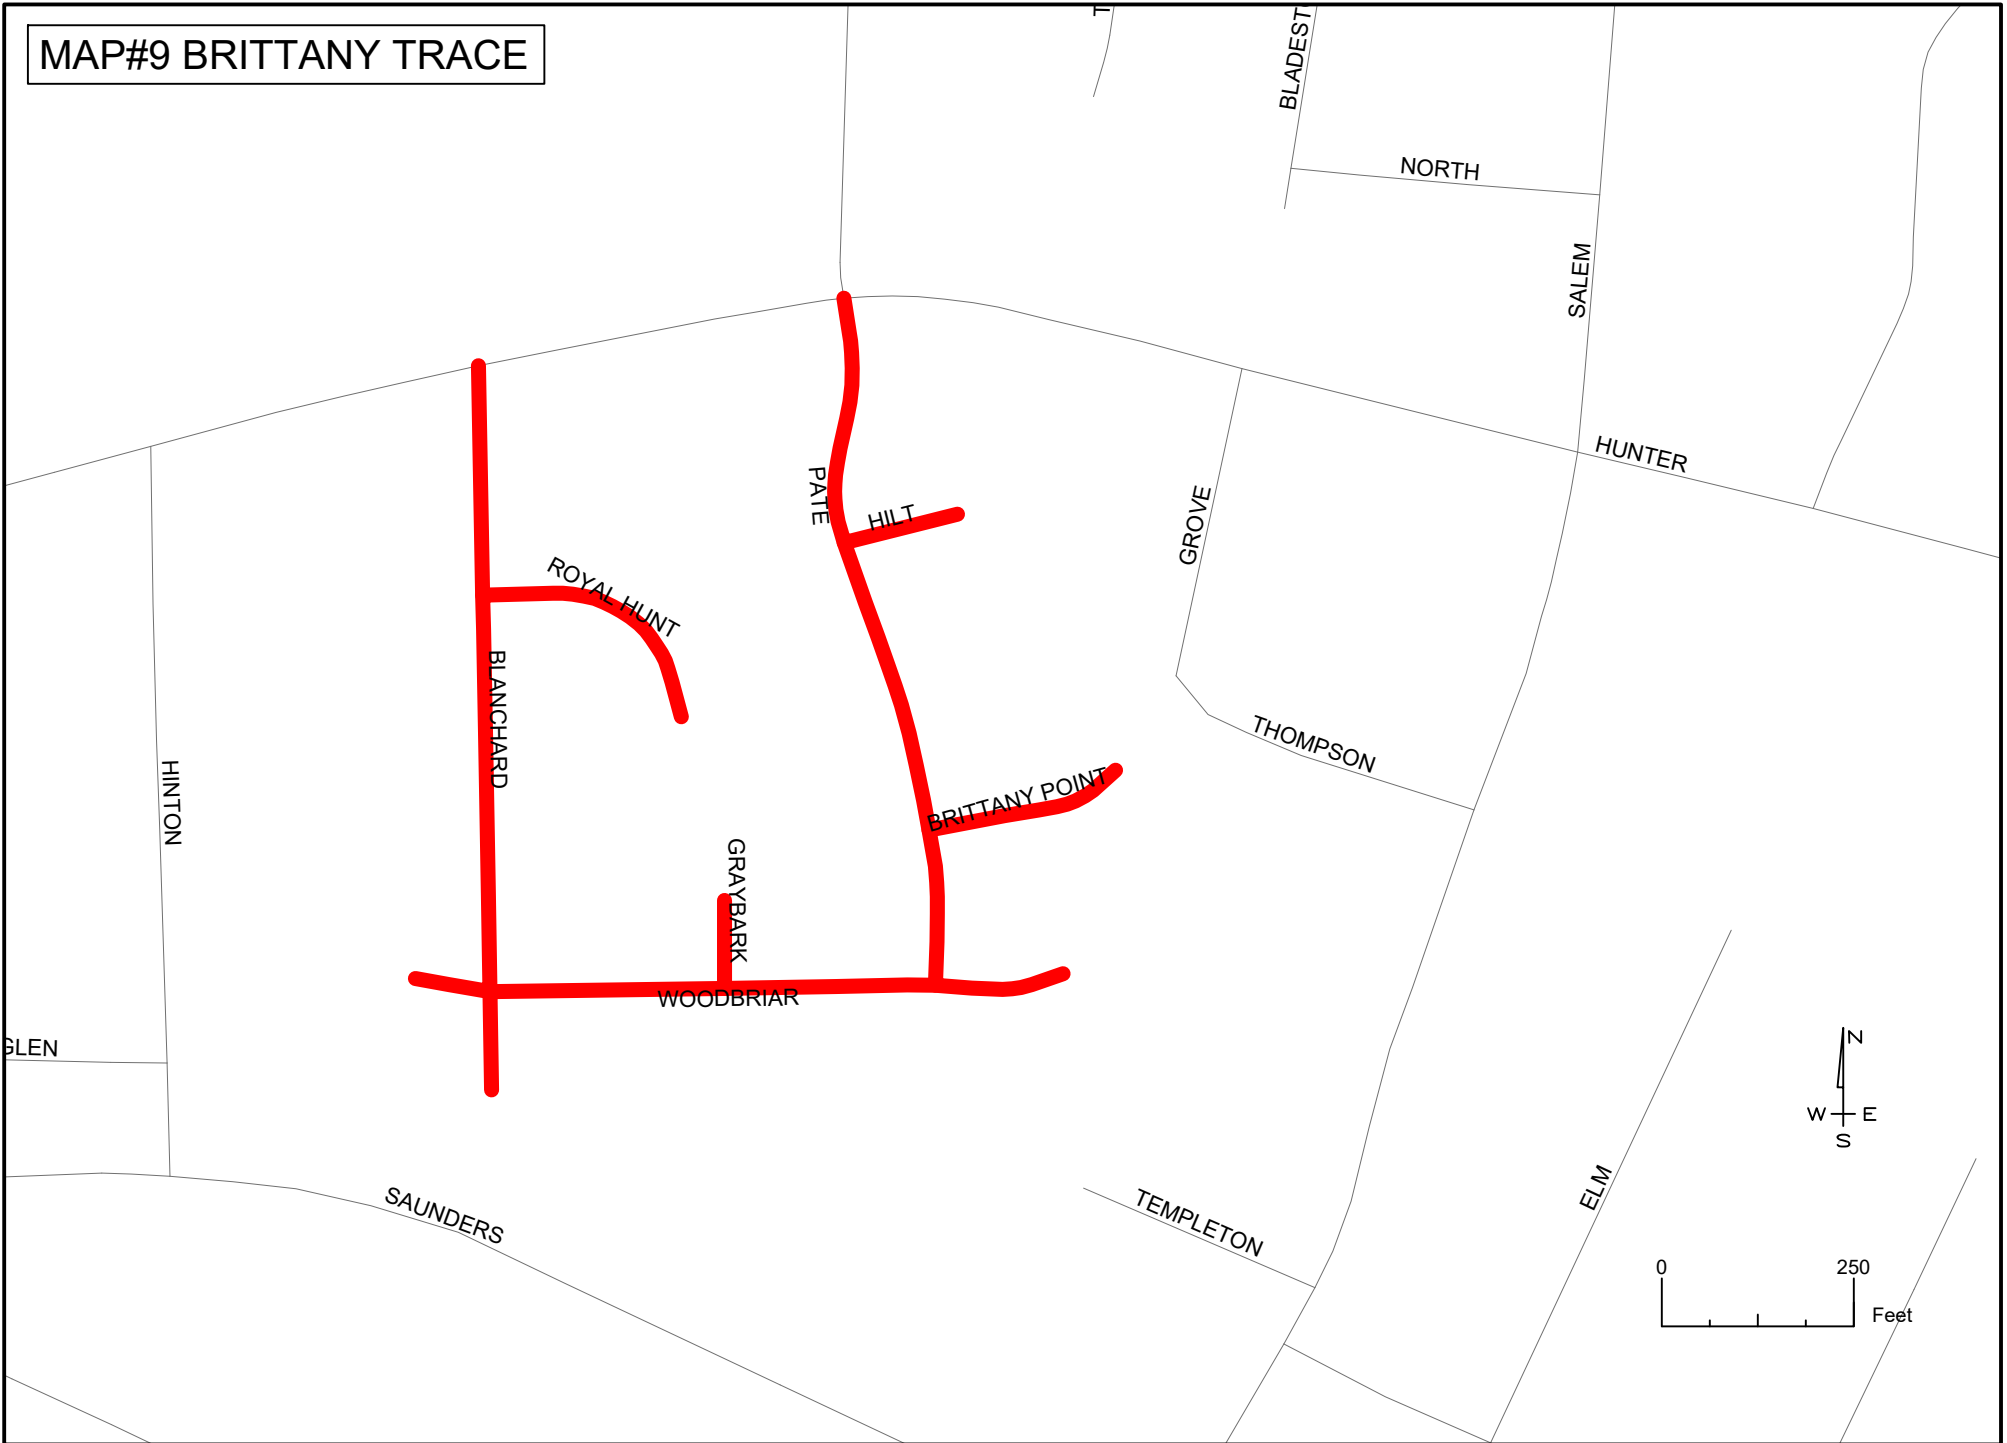 MAP#9 BRITTANY TRACE
T
BLADEST
NORTH
SALEM
HUNTER
PATE
HILT
GROVE
ROYAL HUNT
BLANCHARD
THOMPSON
HINTON
BRITTANY POINT
GRAYBARK
WOODBRIAR
GLEN
N
W E
S
ELM
SAUNDERS
TEMPLETON
0 250
Feet